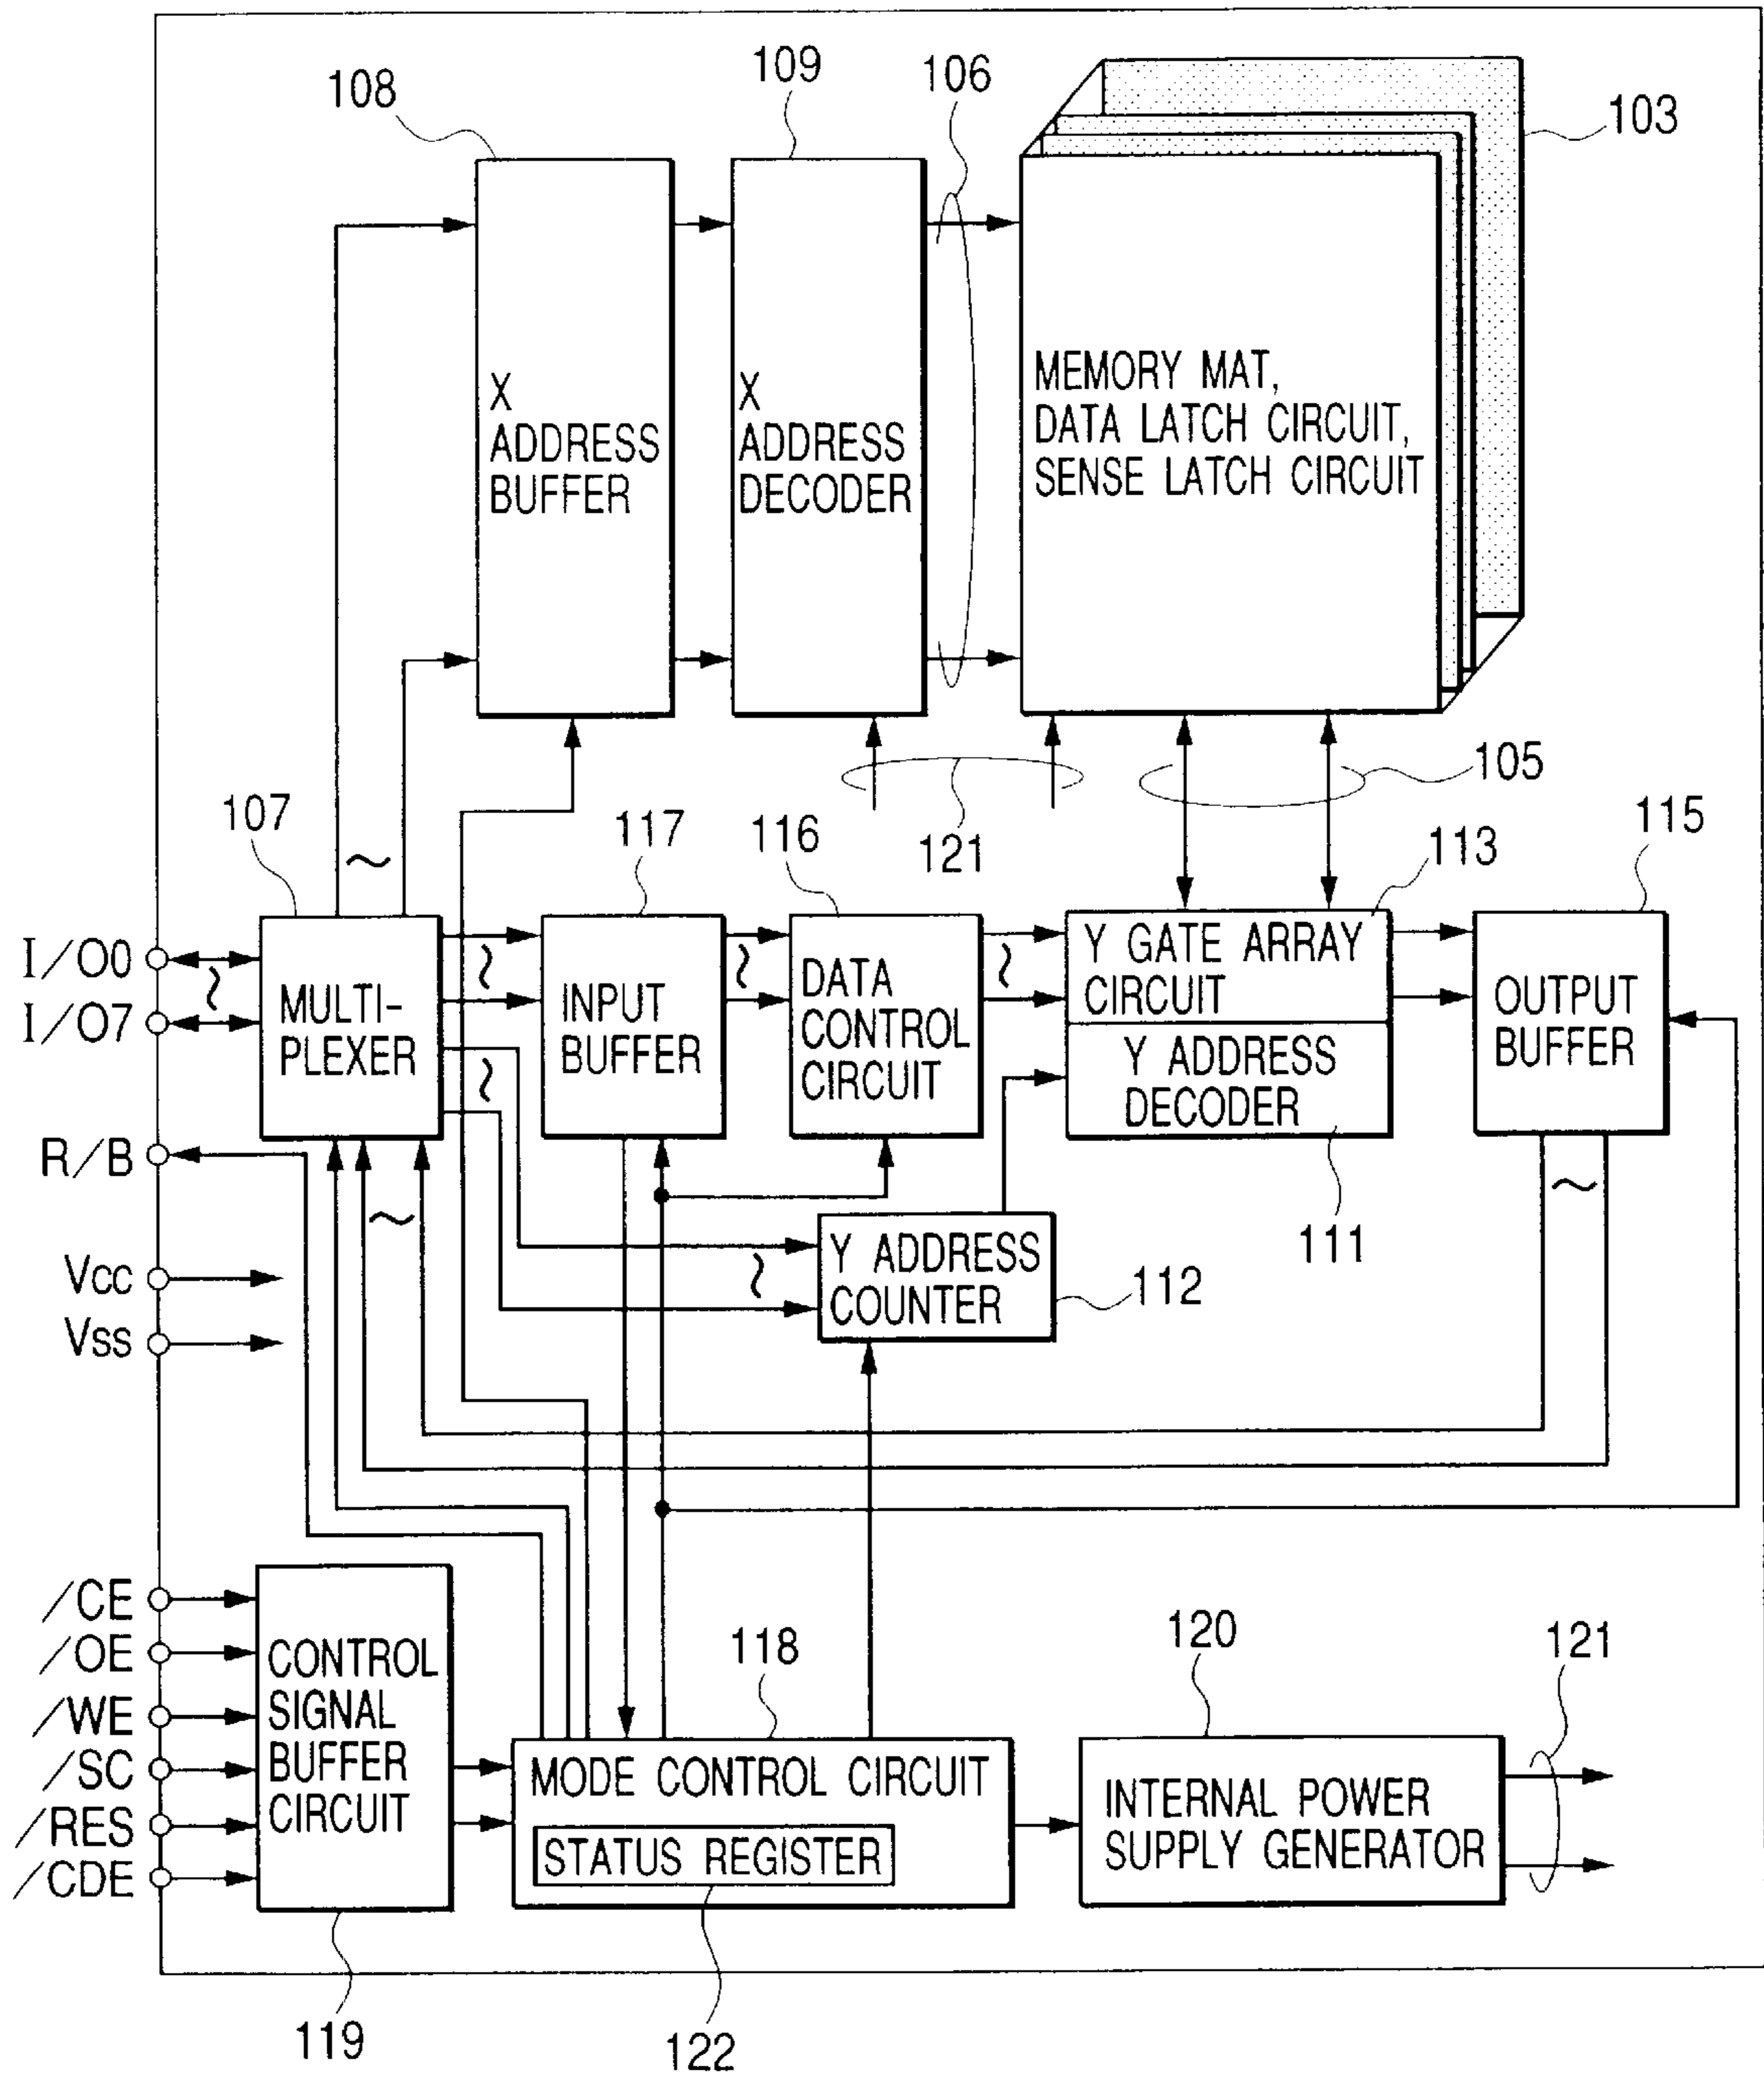 108
109
106
103
X
ADDRESS
BUFFER
X
ADDRESS
DECODER
MEMORY MAT,
DATA LATCH CIRCUIT,
SENSE LATCH CIRCUIT
105
121
107
117
116
113
115
I/O0
I/O7
MULTI-
PLEXER
INPUT
BUFFER
DATA
CONTROL
CIRCUIT
Y GATE ARRAY
CIRCUIT
Y ADDRESS
DECODER
OUTPUT
BUFFER
R/B
111
Y ADDRESS
COUNTER
112
Vcc
Vss
/CE
/OE
/WE
/SC
/RES
/CDE
CONTROL
SIGNAL
BUFFER
CIRCUIT
118
120
121
MODE CONTROL CIRCUIT
STATUS REGISTER
INTERNAL POWER
SUPPLY GENERATOR
119
122